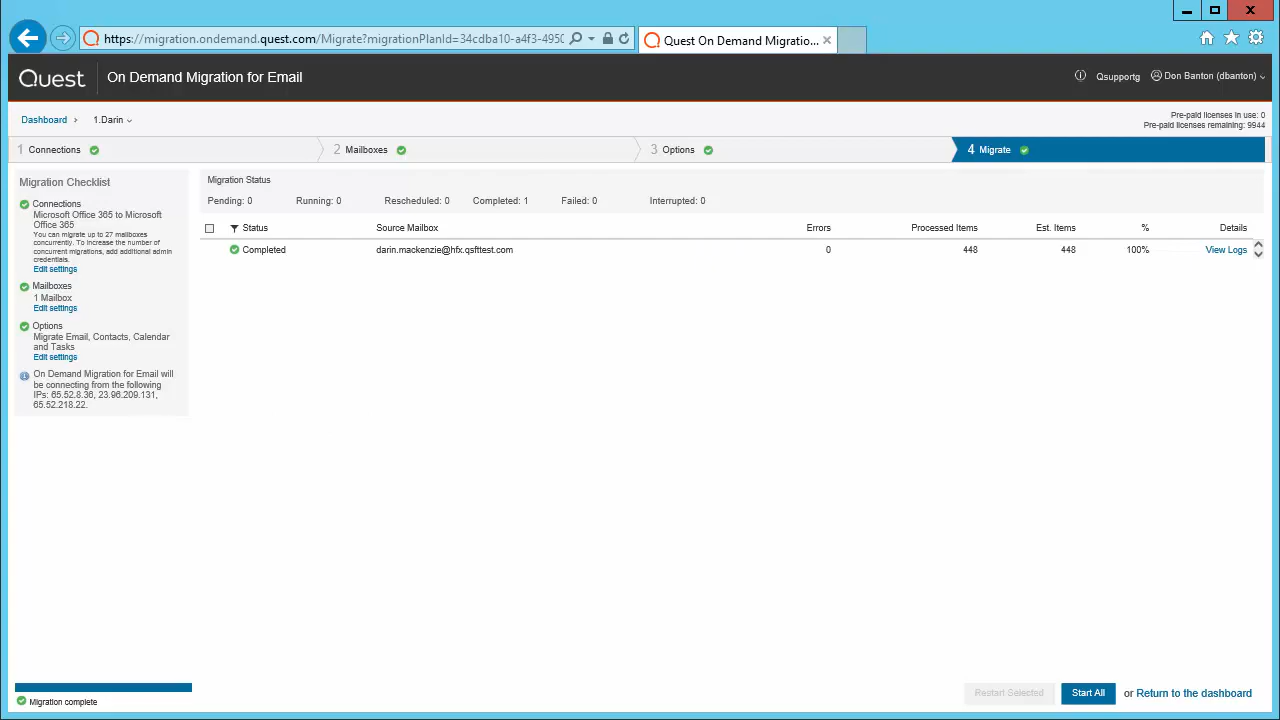 https://migration.ondemand.quest.com/Migrate?migrationPlanId=34cdba10-a4f3-4950
Quest On Demand Migratio...
Quest
On Demand Migration for Email
Qsupportg
Don Banton (dbanton)
Dashboard
1.Darin
Pre-paid licenses in use: 0
Pre-paid licenses remaining: 9944
1 Connections
2 Mailboxes
3 Options
4 Migrate
Migration Checklist
Connections
Microsoft Office 365 to Microsoft
Office 365
You can migrate up to 27 mailboxes
concurrently. To increase the number of
concurrent migrations, add additional admin
credentials.
Edit settings
Mailboxes
1 Mailbox
Edit settings
Options
Migrate Email, Contacts, Calendar
and Tasks
Edit settings
On Demand Migration for Email will
be connecting from the following
IPs: 65.52.8.36, 23.96.209.131,
65.52.218.22.
Migration Status
Pending: 0 Running: 0 Rescheduled: 0 Completed: 1 Failed: 0 Interrupted: 0
Status Source Mailbox Errors Processed Items Est. Items % Details
Completed darin.mackenzie@hfx.qsfttest.com 0 448 448 100% View Logs
Migration complete
Restart Selected Start All or Return to the dashboard